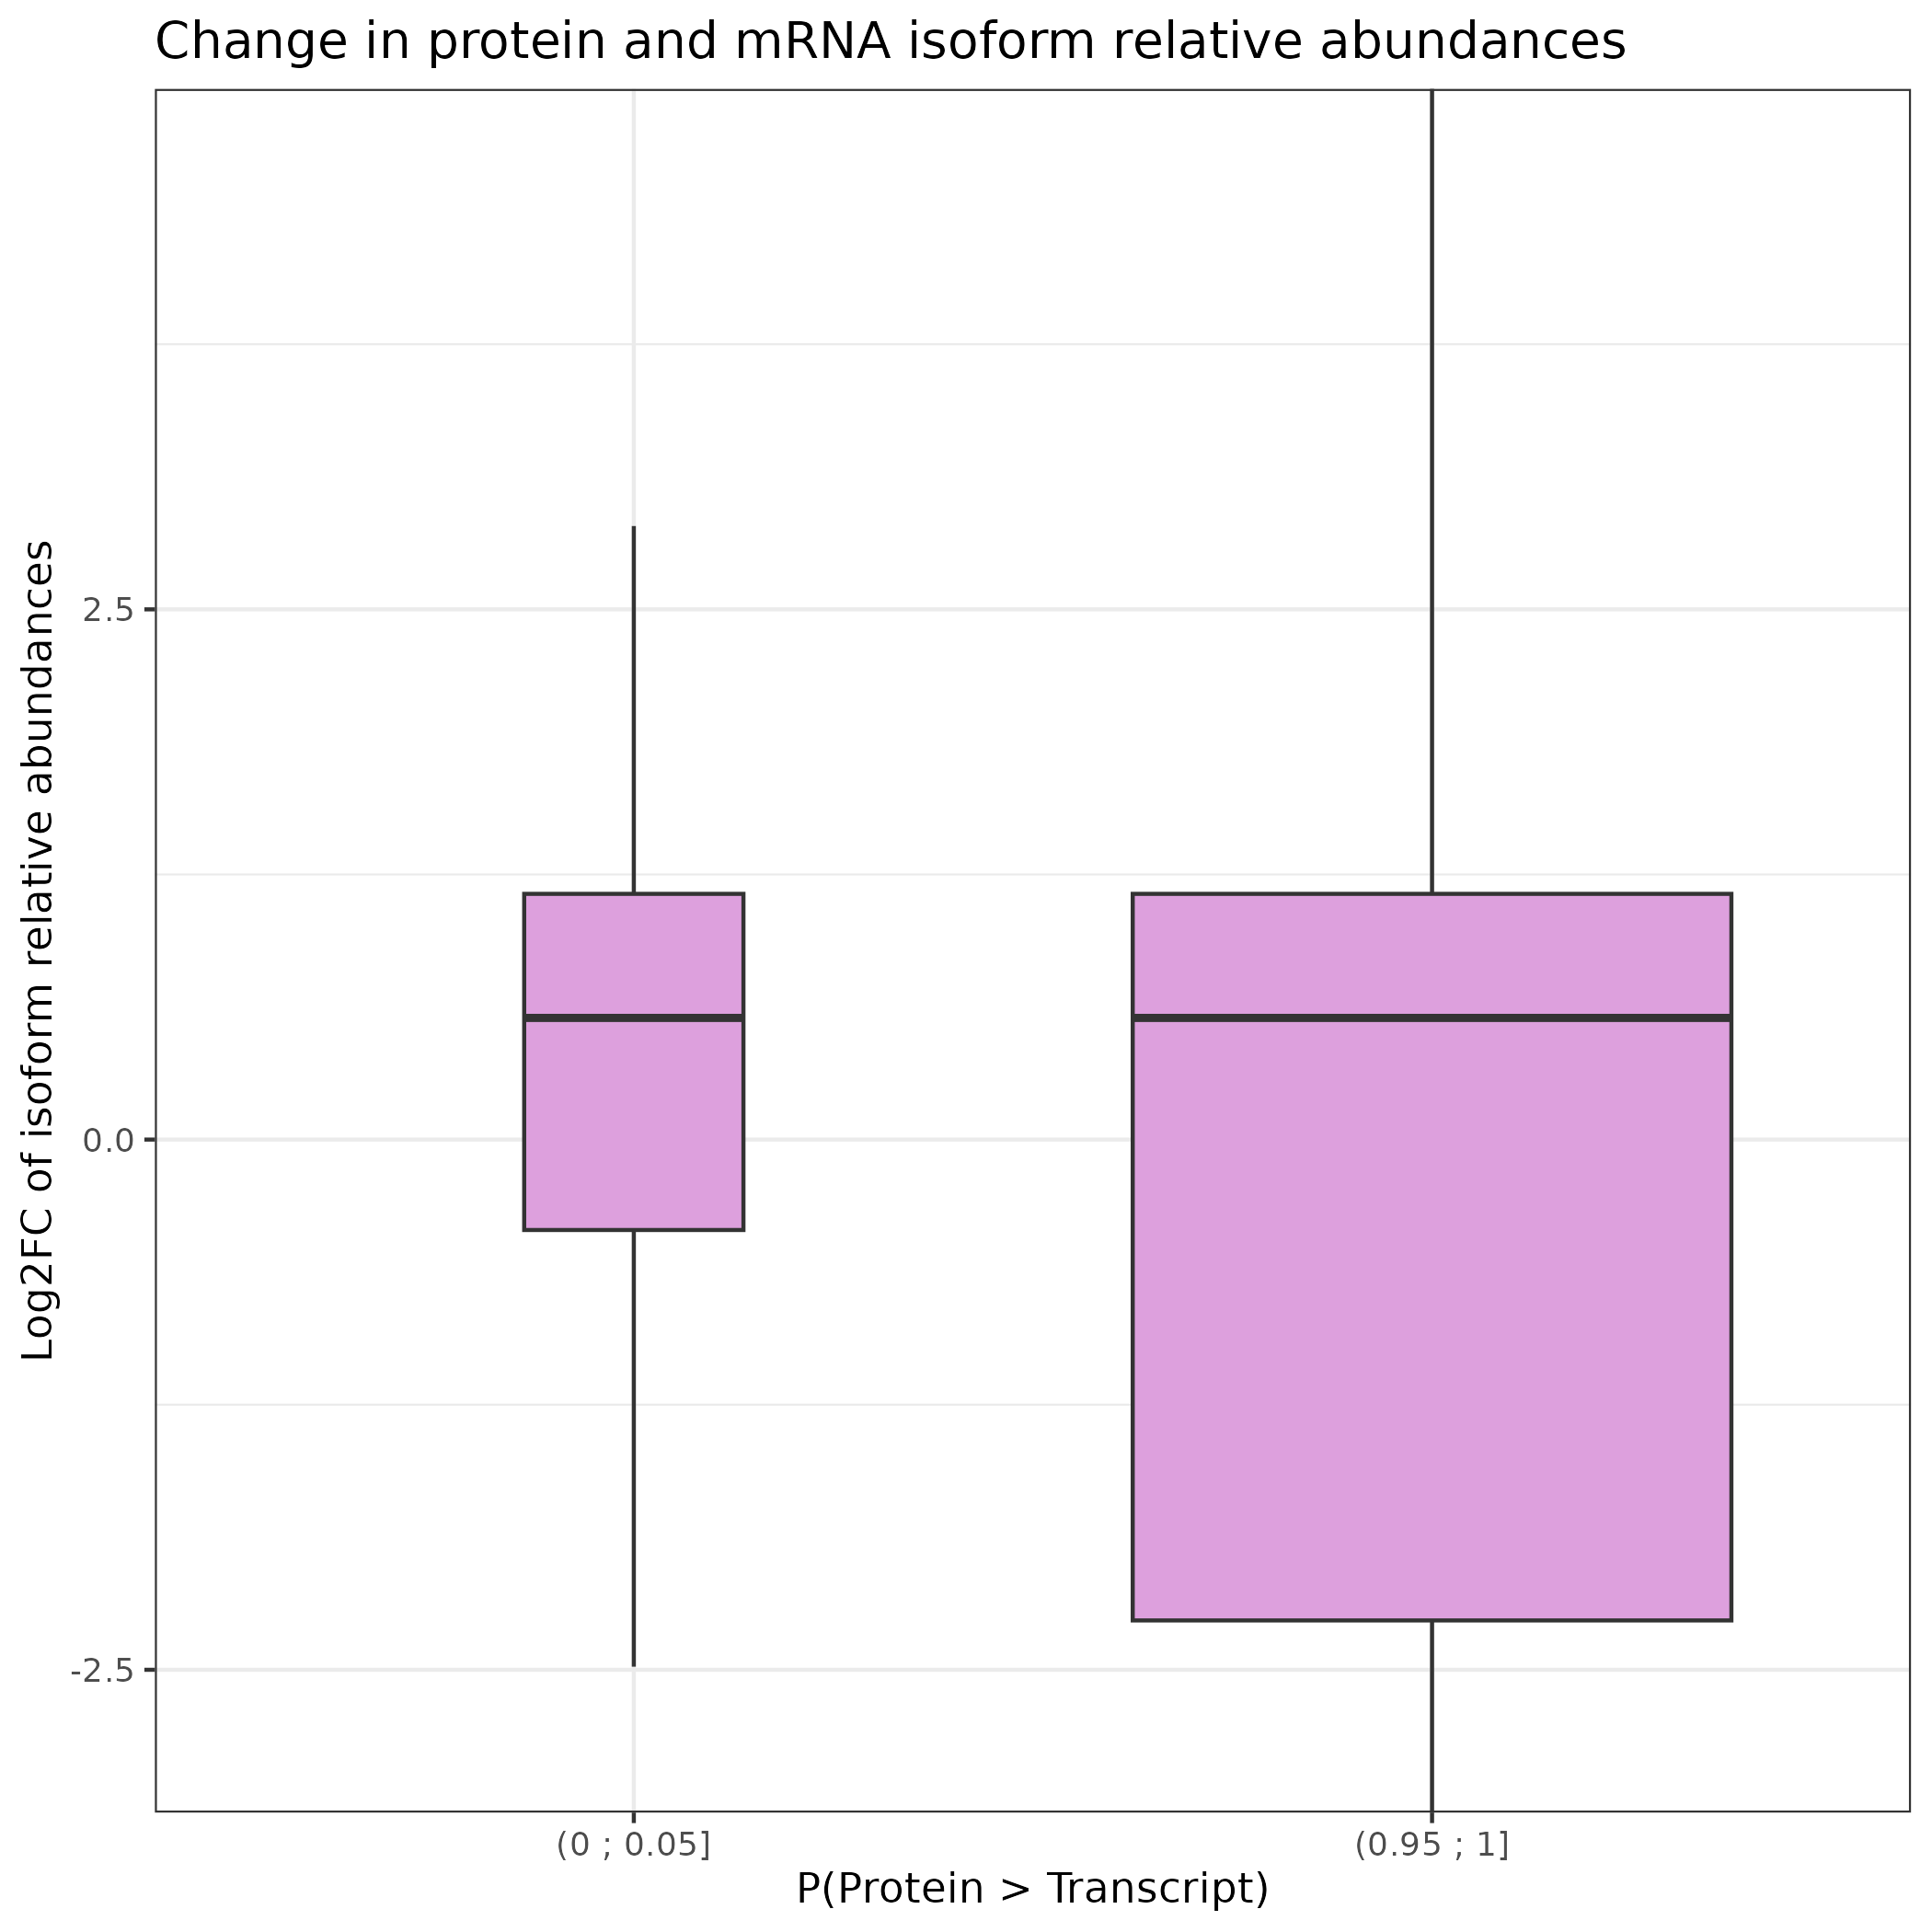 Change in protein and mRNA isoform relative abundances
Log2FC of isoform relative abundances
2.5
0.0
-2.5
(0 ; 0.05]
(0.95 ; 1]
P(Protein > Transcript)